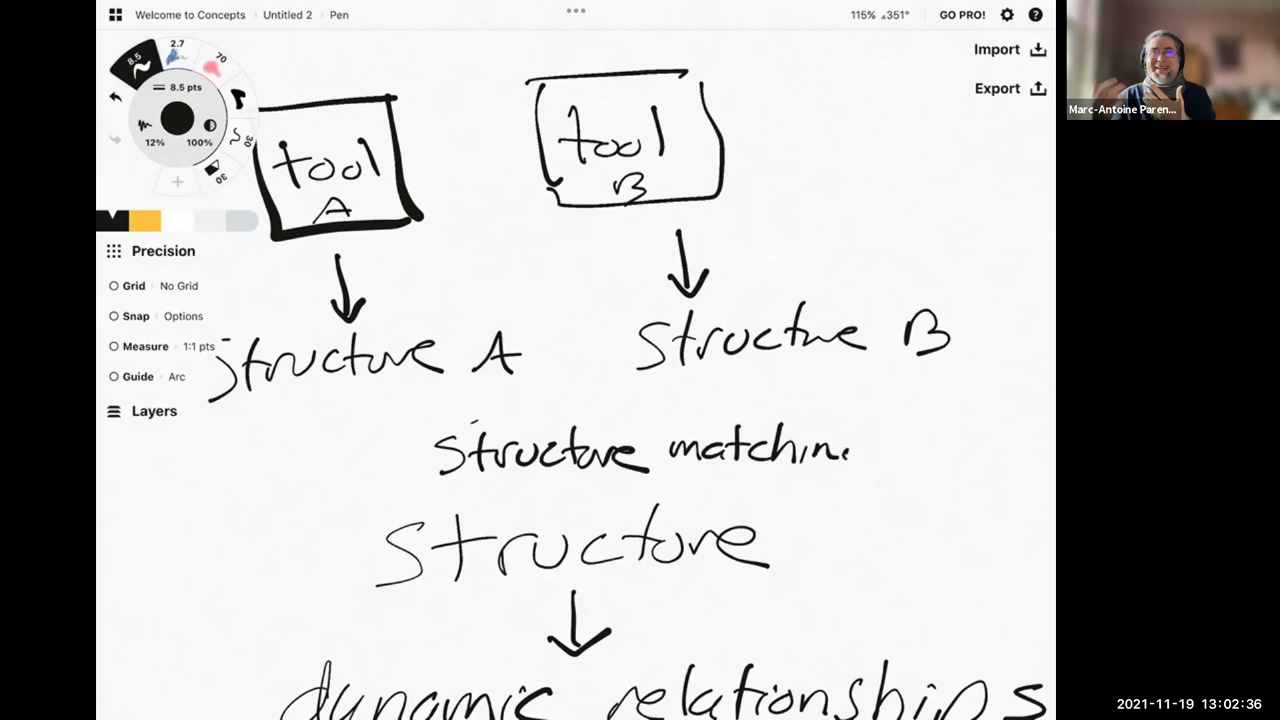 Welcome to Concepts Untitled 2 Pen
115% 351° GO PRO!
Import
Export
8.5
2.7
70
8.5 pts
12% 100%
30
30
Precision
Grid No Grid
Snap Options
Measure 1:1 pts
Guide Arc
Layers
tool
A
tool
B
structure A
structure B
structure matchin
structure
dynamic relationships
Marc-Antoine Paren...
2021-11-19 13:02:36